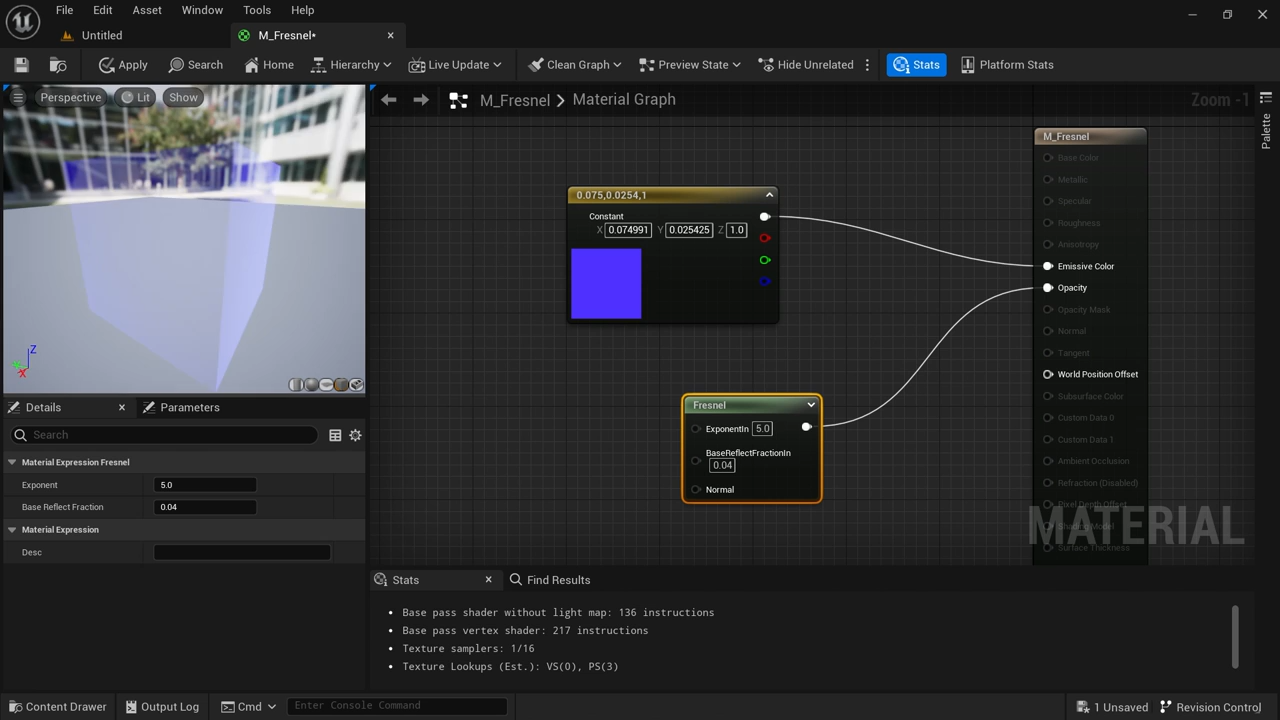 File Edit Asset Window Tools Help
Untitled
M_Fresnel*
Apply Search Home Hierarchy Live Update Clean Graph Preview State Hide Unrelated Stats Platform Stats
Perspective Lit Show
M_Fresnel > Material Graph
Zoom -1
Palette
Z
X
0.075,0.0254,1
Constant
X 0.074991 Y 0.025425 Z 1.0
Fresnel
ExponentIn 5.0
BaseReflectFractionIn
0.04
Normal
M_Fresnel
Base Color
Metallic
Specular
Roughness
Anisotropy
Emissive Color
Opacity
Opacity Mask
Normal
Tangent
World Position Offset
Subsurface Color
Custom Data 0
Custom Data 1
Ambient Occlusion
Refraction (Disabled)
Pixel Depth Offset
Shading Model
Surface Thickness
MATERIAL
Details Parameters
Search
Material Expression Fresnel
Exponent 5.0
Base Reflect Fraction 0.04
Material Expression
Desc
Stats Find Results
• Base pass shader without light map: 136 instructions
• Base pass vertex shader: 217 instructions
• Texture samplers: 1/16
• Texture Lookups (Est.): VS(0), PS(3)
Content Drawer Output Log Cmd Enter Console Command 1 Unsaved Revision Control